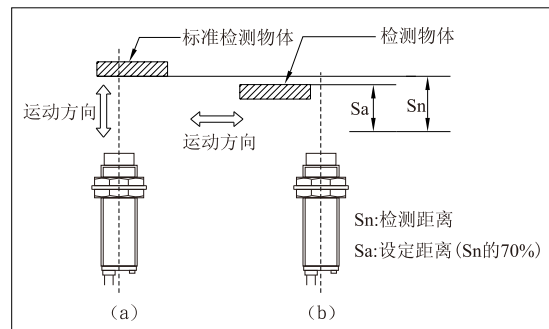 标准检测物体
检测物体
运动方向
Sa
Sn
运动方向
Sn:检测距离
Sa:设定距离(Sn的70%)
(a)
(b)